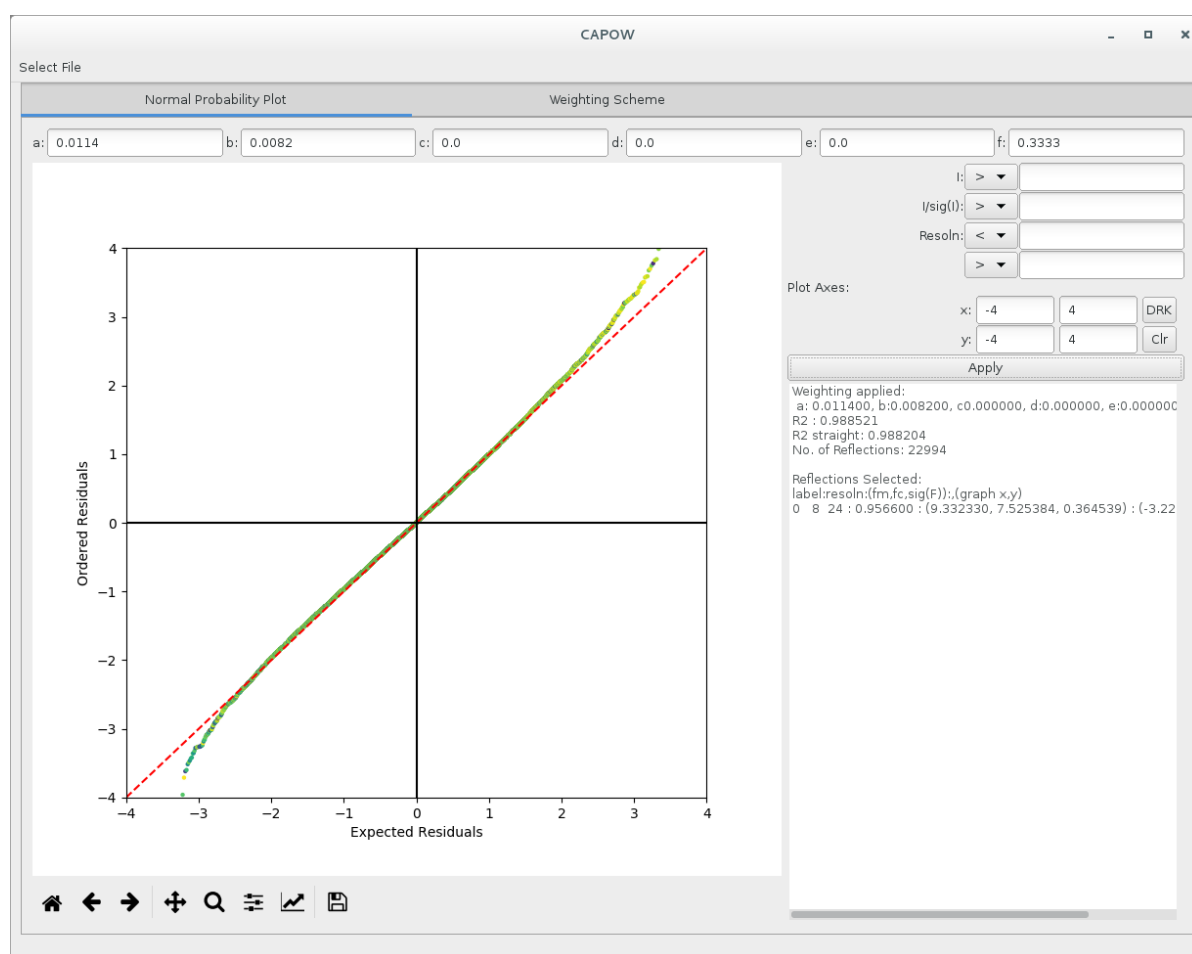 CAPOW
Select File
Normal Probability Plot
Weighting Scheme
a: 0.0114 b: 0.0082 c: 0.0 d: 0.0 e: 0.0 f: 0.3333
I: >
I/sig(I): >
Resoln: <
>
Plot Axes:
x: -4 4 DRK
y: -4 4 Clr
Apply
Weighting applied:
a: 0.011400, b:0.008200, c0.000000, d:0.000000, e:0.000000
R2 : 0.988521
R2 straight: 0.988204
No. of Reflections: 22994
Reflections Selected:
label:resoln:(fm,fc,sig(F)):,(graph x,y)
0 8 24 : 0.956600 : (9.332330, 7.525384, 0.364539) : (-3.22
4
3
2
1
0
−1
−2
−3
−4
Ordered Residuals
−4 −3 −2 −1 0 1 2 3 4
Expected Residuals